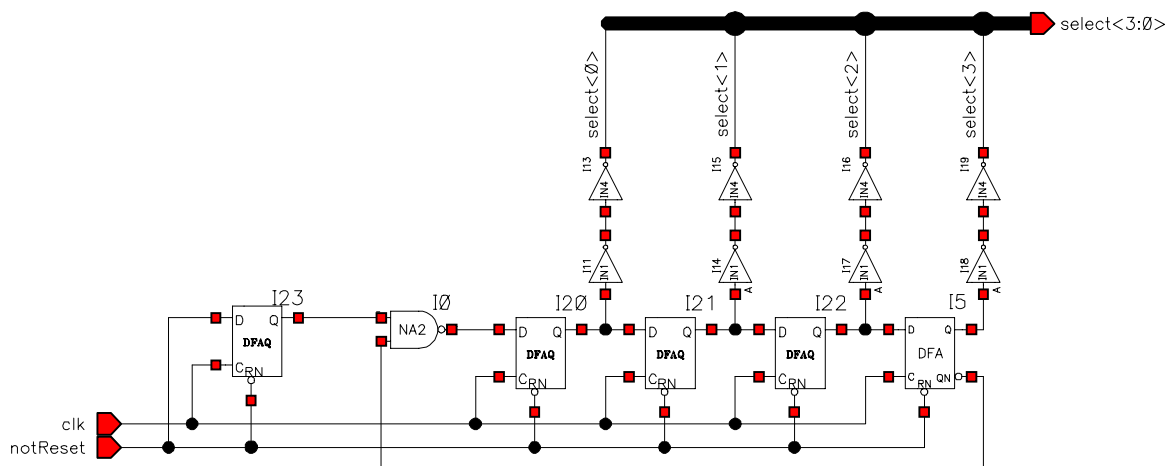 select<3:0>
select<0>
select<1>
select<2>
select<3>
I13
IN4
I15
IN4
I16
IN4
I19
IN4
I11
IN1
I14
IN1
A
I17
IN1
A
I18
IN1
A
I23
D
Q
DFAQ
C
RN
I0
NA2
I20
D
Q
DFAQ
C
RN
I21
D
Q
DFAQ
C
RN
I22
D
Q
DFAQ
C
RN
I5
D
Q
DFA
C
QN
RN
clk
notReset